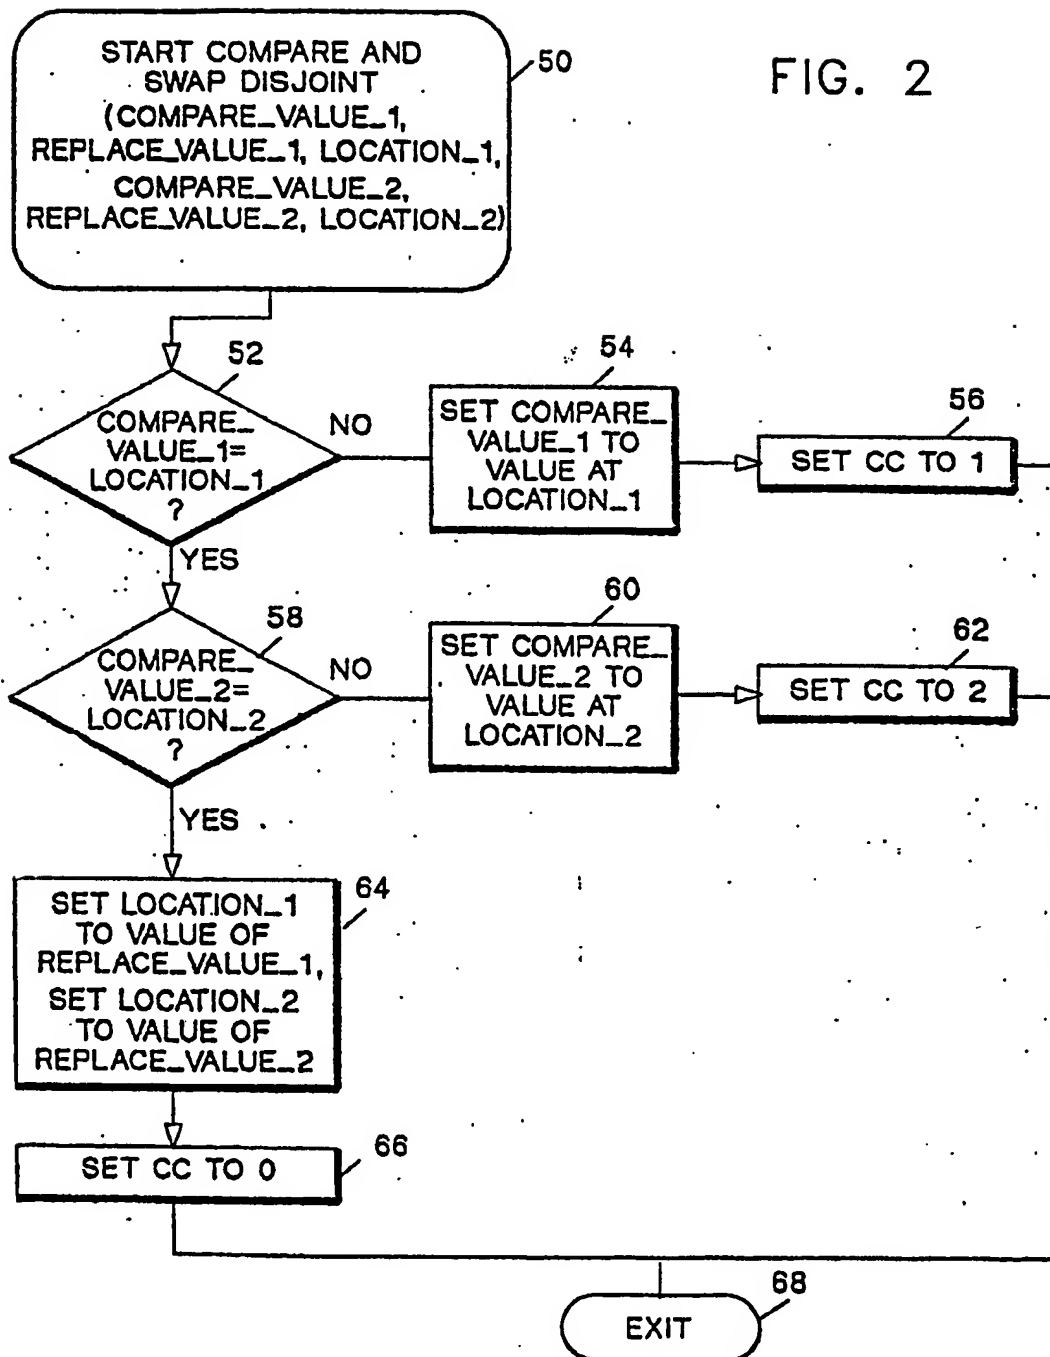 START COMPARE AND
SWAP DISJOINT
(COMPARE_VALUE_1,
REPLACE_VALUE_1, LOCATION_1,
COMPARE_VALUE_2,
REPLACE_VALUE_2, LOCATION_2)
50
FIG. 2
52
COMPARE_
VALUE_1=
LOCATION_1
?
NO
YES
54
SET COMPARE_
VALUE_1 TO
VALUE AT
LOCATION_1
56
SET CC TO 1
58
COMPARE_
VALUE_2=
LOCATION_2
?
NO
YES
60
SET COMPARE_
VALUE_2 TO
VALUE AT
LOCATION_2
62
SET CC TO 2
64
SET LOCATION_1
TO VALUE OF
REPLACE_VALUE_1,
SET LOCATION_2
TO VALUE OF
REPLACE_VALUE_2
66
SET CC TO 0
68
EXIT